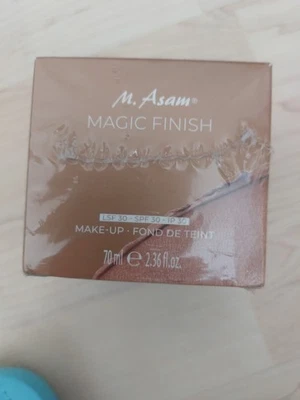 M. Asam®
MAGIC FINISH
LSF 30 · SPF 30 · IP 30
MAKE-UP · FOND DE TEINT
70 ml ℮ 2.36 fl.oz.